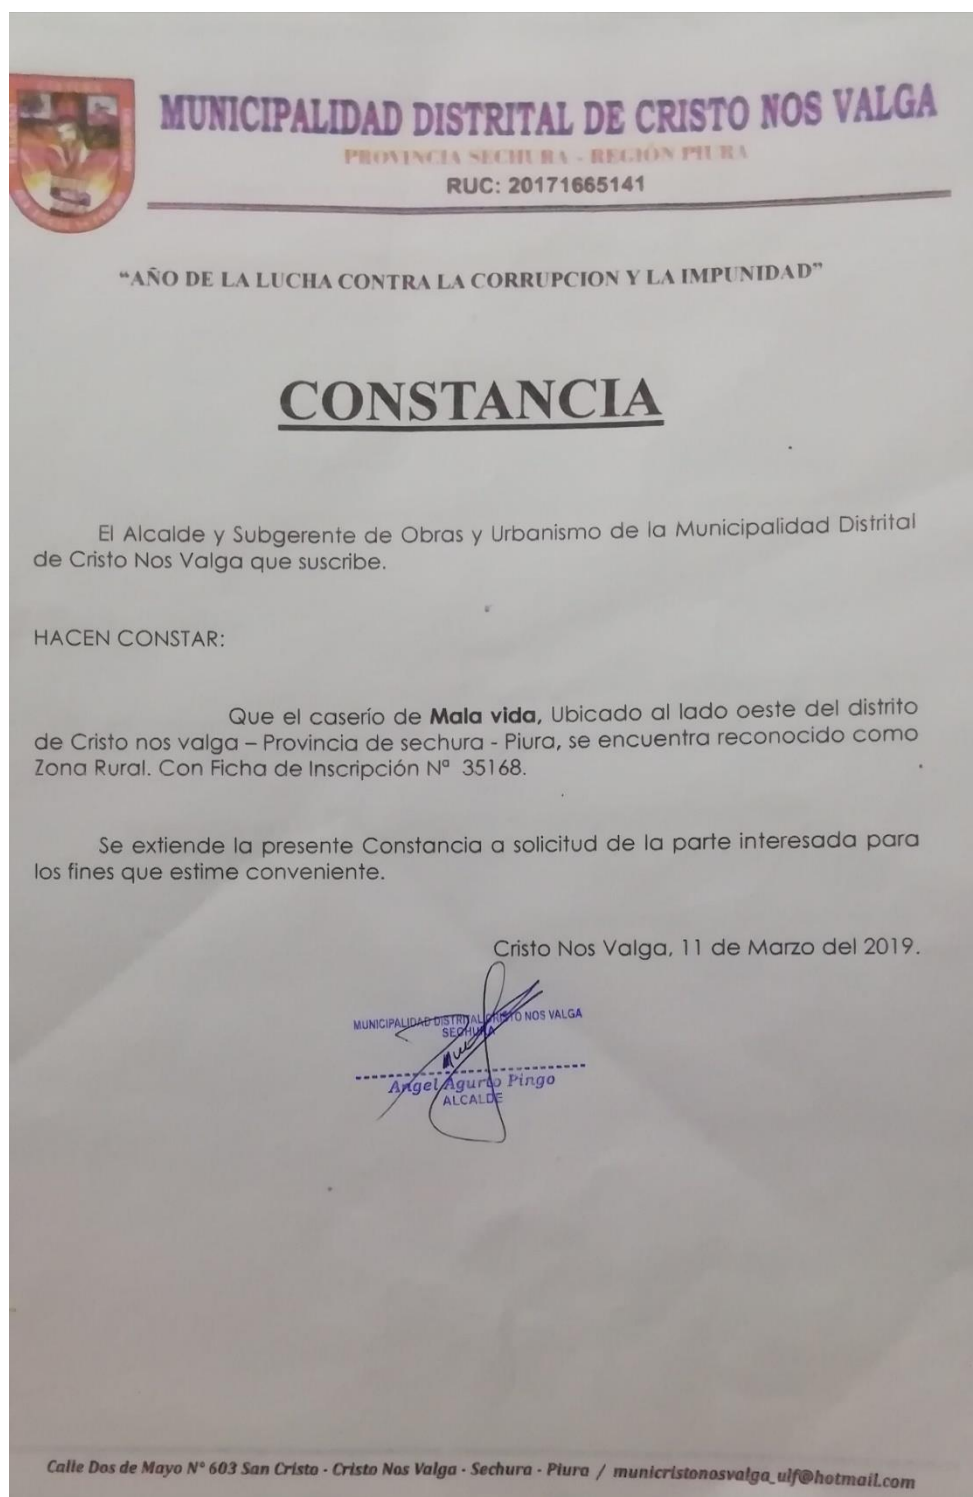 MUNICIPALIDAD DISTRITAL DE CRISTO NOS VALGA
PROVINCIA SECHURA - REGIÓN PIURA
RUC: 20171665141
“AÑO DE LA LUCHA CONTRA LA CORRUPCION Y LA IMPUNIDAD”
CONSTANCIA
El Alcalde y Subgerente de Obras y Urbanismo de la Municipalidad Distrital
de Cristo Nos Valga que suscribe.
HACEN CONSTAR:
Que el caserío de Mala vida, Ubicado al lado oeste del distrito
de Cristo nos valga – Provincia de sechura - Piura, se encuentra reconocido como
Zona Rural. Con Ficha de Inscripción Nº 35168.
Se extiende la presente Constancia a solicitud de la parte interesada para
los fines que estime conveniente.
Cristo Nos Valga, 11 de Marzo del 2019.
MUNICIPALIDAD DISTRITAL CRISTO NOS VALGA
SECHURA
Angel Agurto Pingo
ALCALDE
Calle Dos de Mayo N° 603 San Cristo - Cristo Nos Valga - Sechura - Piura / municristonosvalga_ulf@hotmail.com